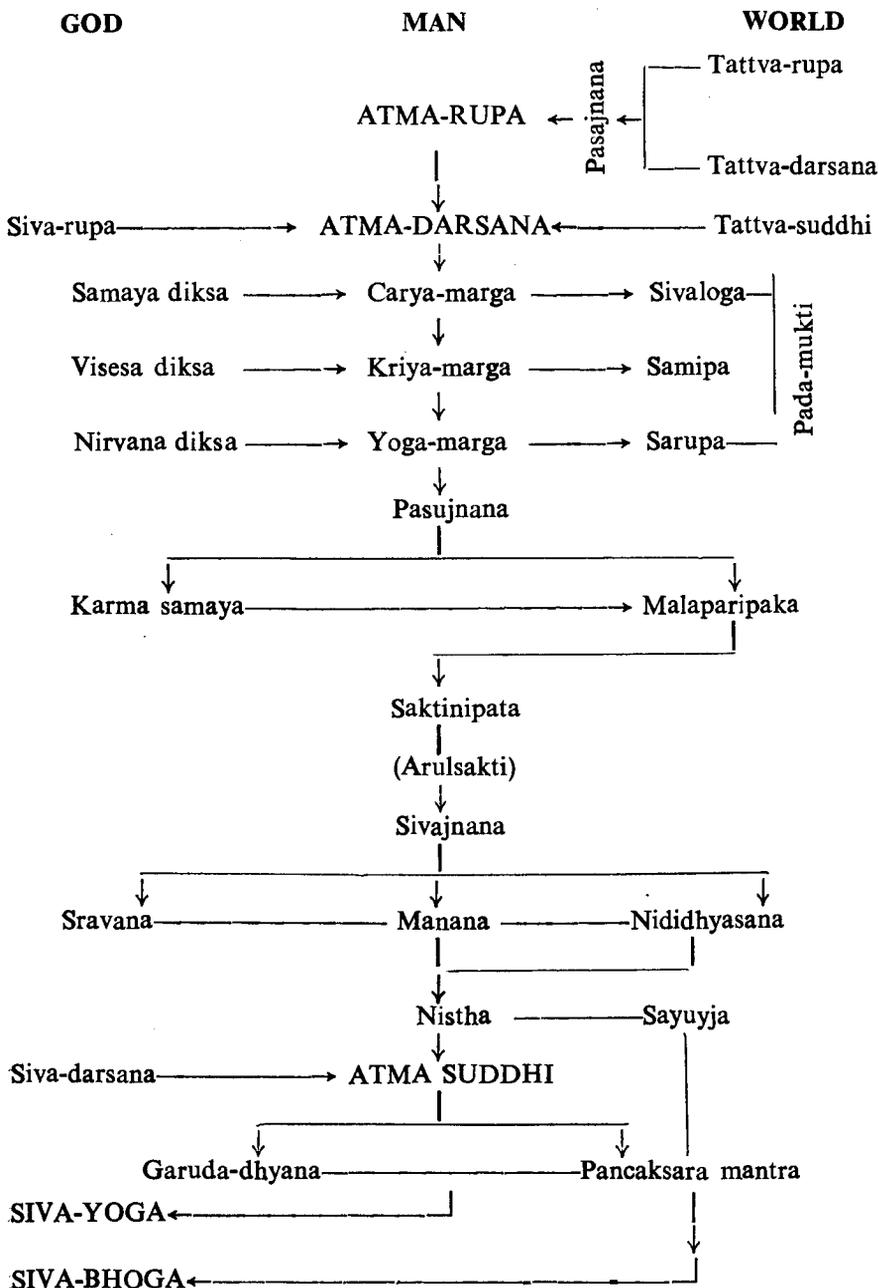 GOD MAN WORLD
Tattva-rupa
Pasajnana
ATMA-RUPA
Tattva-darsana
Siva-rupa ATMA-DARSANA Tattva-suddhi
Samaya diksa Carya-marga Sivaloga
Pada-mukti
Visesa diksa Kriya-marga Samipa
Nirvana diksa Yoga-marga Sarupa
Pasujnana
Karma samaya Malaparipaka
Saktinipata
(Arulsakti)
Sivajnana
Sravana Manana Nididhyasana
Nistha Sayuyja
Siva-darsana ATMA SUDDHI
Garuda-dhyana Pancaksara mantra
SIVA-YOGA
SIVA-BHOGA